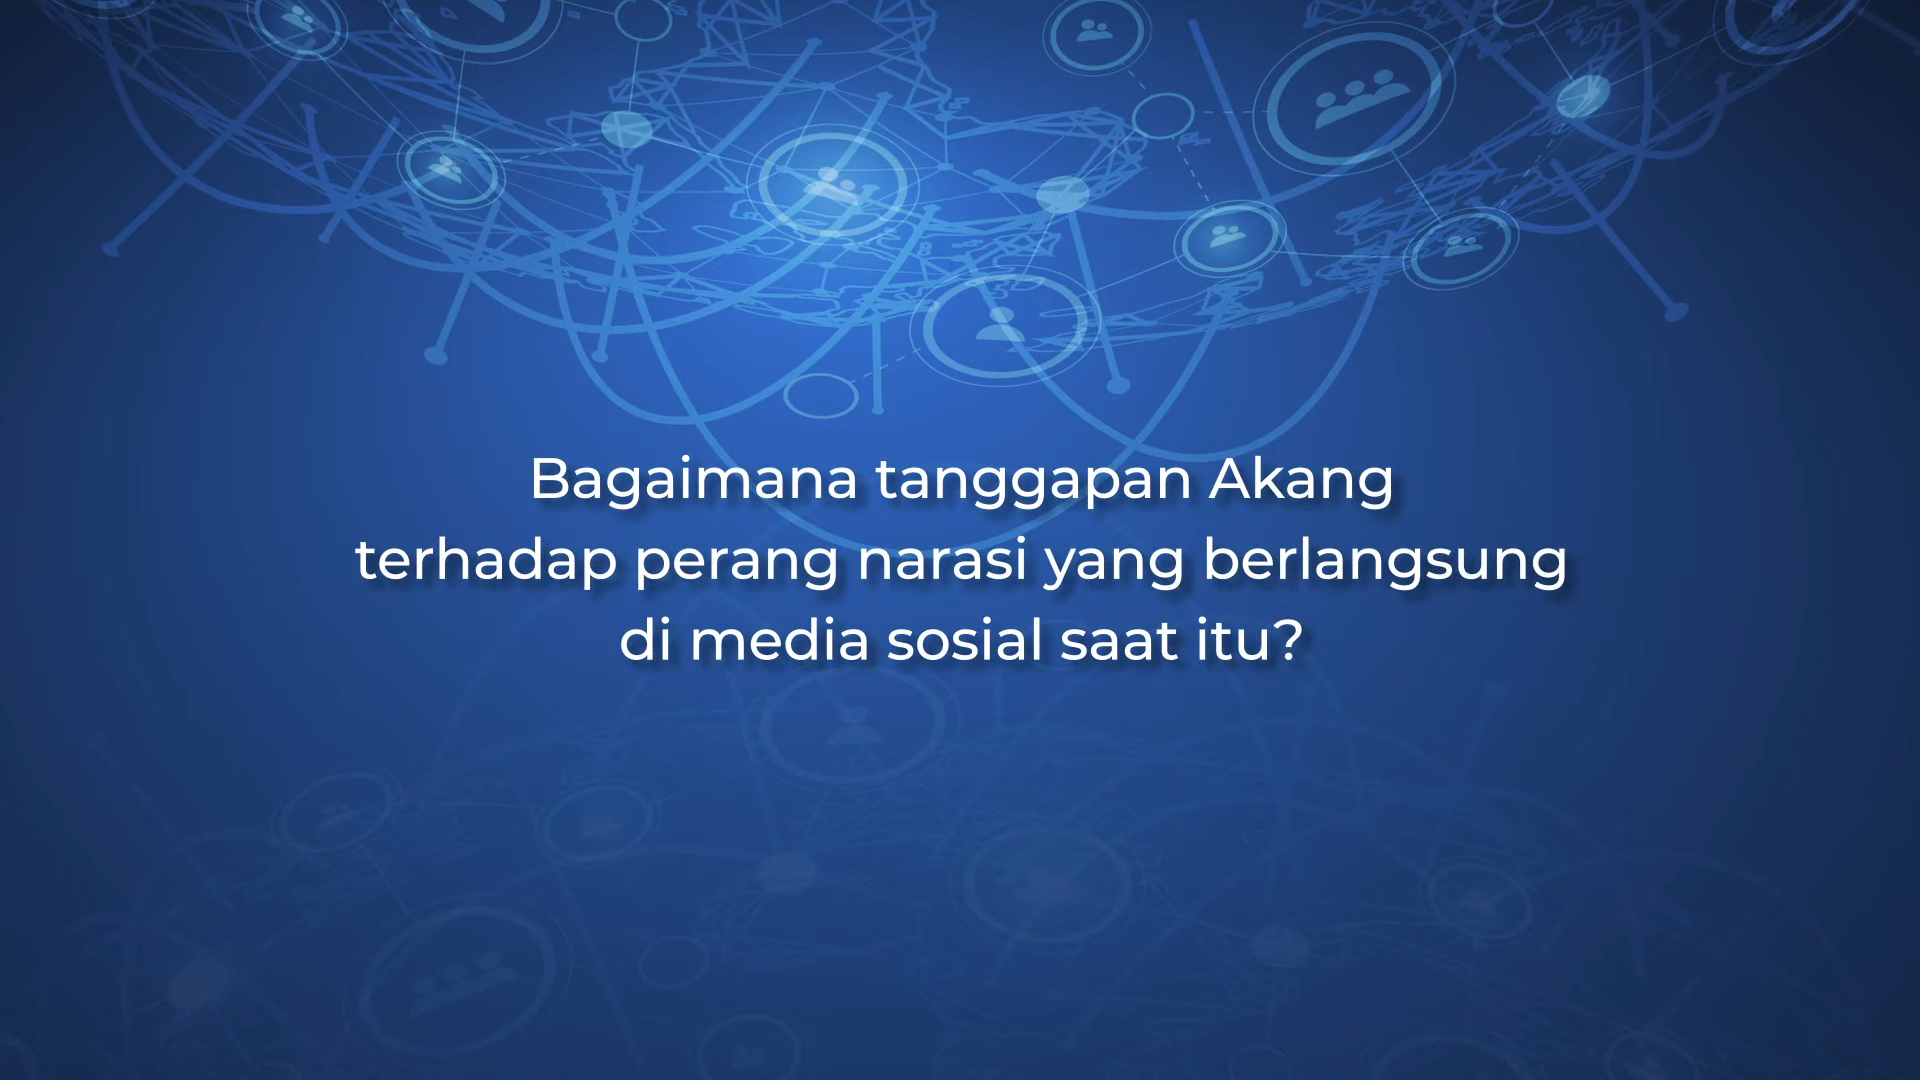 Bagaimana tanggapan Akang
terhadap perang narasi yang berlangsung
di media sosial saat itu?